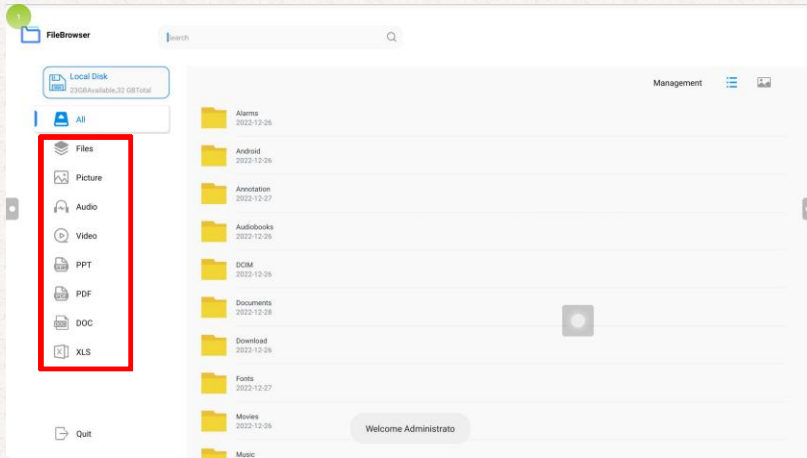 1
FileBrowser
Search
Local Disk
23GBAvailable,32 GBTotal
Management
All
Files
Picture
Audio
Video
PPT
PDF
DOC
XLS
Quit
Alarms
2022-12-26
Android
2022-12-26
Annotation
2022-12-27
Audiobooks
2022-12-26
DCIM
2022-12-26
Documents
2022-12-28
Download
2022-12-26
Fonts
2022-12-27
Movies
2022-12-26
Music
Welcome Administrato